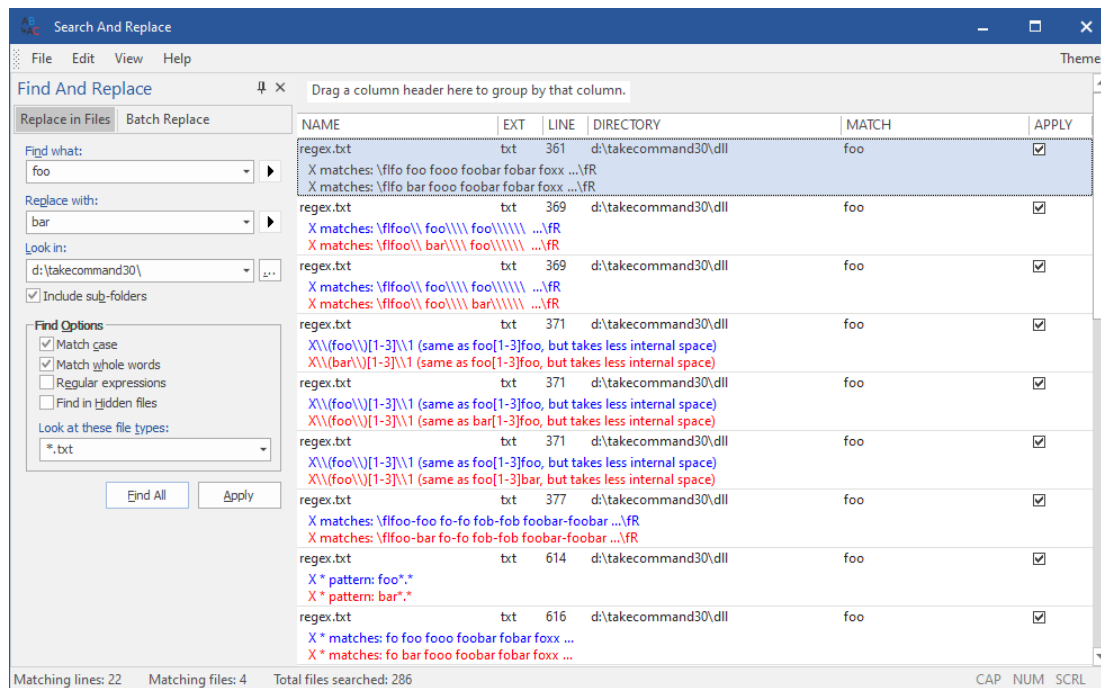 Search And Replace
File Edit View Help Theme
Find And Replace
Replace in Files Batch Replace
Find what:
foo
Replace with:
bar
Look in:
d:\takecommand30\
...
Include sub-folders
Find Options
Match case
Match whole words
Regular expressions
Find in Hidden files
Look at these file types:
*.txt
Find All Apply
Drag a column header here to group by that column.
NAME EXT LINE DIRECTORY MATCH APPLY
regex.txt txt 361 d:\takecommand30\dll foo
X matches: \fIfo foo fooo foobar fobar foxx ...\fR
X matches: \fIfo bar fooo foobar fobar foxx ...\fR
regex.txt txt 369 d:\takecommand30\dll foo
X matches: \fIfoo\\ foo\\\\ foo\\\\\\ ...\fR
X matches: \fIfoo\\ bar\\\\ foo\\\\\\ ...\fR
regex.txt txt 369 d:\takecommand30\dll foo
X matches: \fIfoo\\ foo\\\\ foo\\\\\\ ...\fR
X matches: \fIfoo\\ foo\\\\ bar\\\\\\ ...\fR
regex.txt txt 371 d:\takecommand30\dll foo
X\\(foo\\)[1-3]\\1 (same as foo[1-3]foo, but takes less internal space)
X\\(bar\\)[1-3]\\1 (same as foo[1-3]foo, but takes less internal space)
regex.txt txt 371 d:\takecommand30\dll foo
X\\(foo\\)[1-3]\\1 (same as foo[1-3]foo, but takes less internal space)
X\\(foo\\)[1-3]\\1 (same as bar[1-3]foo, but takes less internal space)
regex.txt txt 371 d:\takecommand30\dll foo
X\\(foo\\)[1-3]\\1 (same as foo[1-3]foo, but takes less internal space)
X\\(foo\\)[1-3]\\1 (same as foo[1-3]bar, but takes less internal space)
regex.txt txt 377 d:\takecommand30\dll foo
X matches: \fIfoo-foo fo-fo fob-fob foobar-foobar ...\fR
X matches: \fIfoo-bar fo-fo fob-fob foobar-foobar ...\fR
regex.txt txt 614 d:\takecommand30\dll foo
X * pattern: foo*.*
X * pattern: bar*.*
regex.txt txt 616 d:\takecommand30\dll foo
X * matches: fo foo fooo foobar fobar foxx ...
X * matches: fo bar fooo foobar fobar foxx ...
Matching lines: 22 Matching files: 4 Total files searched: 286 CAP NUM SCRL